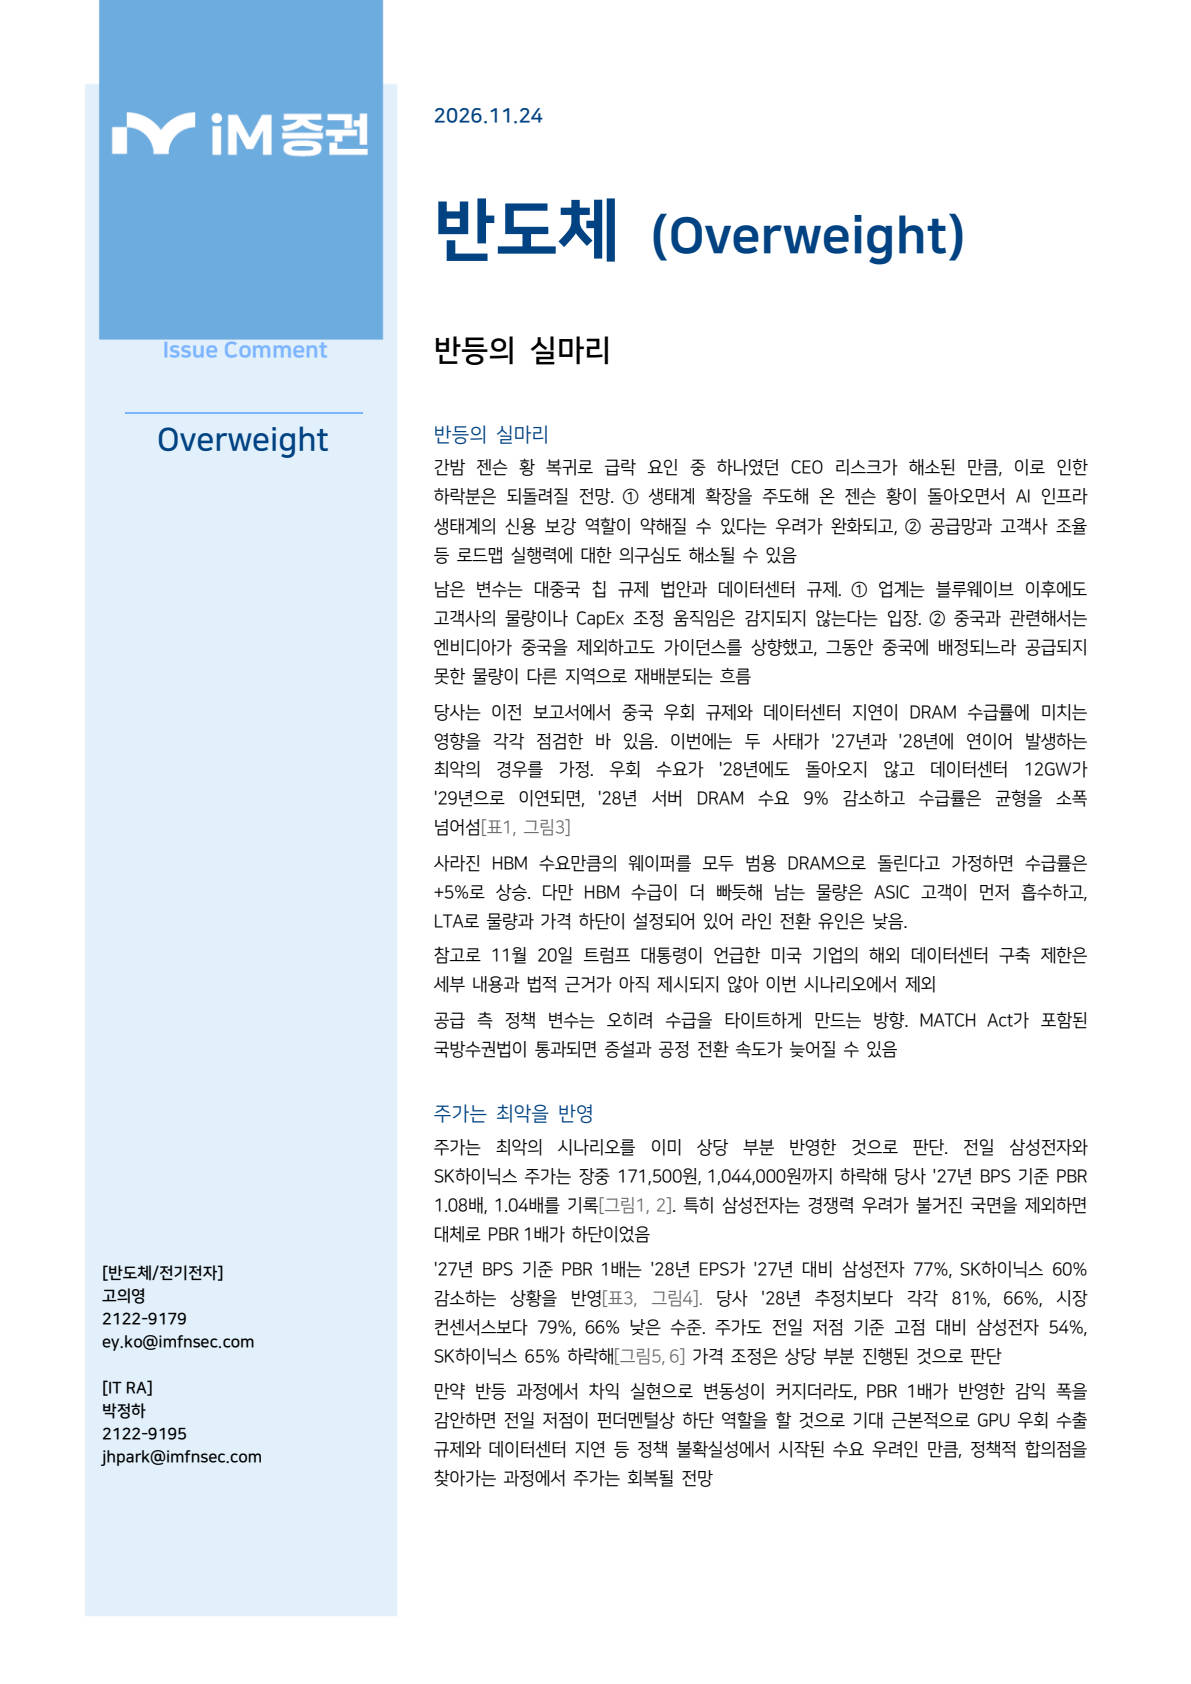 iM증권
Issue Comment
Overweight
[반도체/전기전자]
고의영
2122-9179
ey.ko@imfnsec.com
[IT RA]
박정하
2122-9195
jhpark@imfnsec.com
2026.11.24
반도체 (Overweight)
반등의 실마리
반등의 실마리
간밤 젠슨 황 복귀로 급락 요인 중 하나였던 CEO 리스크가 해소된 만큼, 이로 인한
하락분은 되돌려질 전망. ① 생태계 확장을 주도해 온 젠슨 황이 돌아오면서 AI 인프라
생태계의 신용 보강 역할이 약해질 수 있다는 우려가 완화되고, ② 공급망과 고객사 조율
등 로드맵 실행력에 대한 의구심도 해소될 수 있음
남은 변수는 대중국 칩 규제 법안과 데이터센터 규제. ① 업계는 블루웨이브 이후에도
고객사의 물량이나 CapEx 조정 움직임은 감지되지 않는다는 입장. ② 중국과 관련해서는
엔비디아가 중국을 제외하고도 가이던스를 상향했고, 그동안 중국에 배정되느라 공급되지
못한 물량이 다른 지역으로 재배분되는 흐름
당사는 이전 보고서에서 중국 우회 규제와 데이터센터 지연이 DRAM 수급률에 미치는
영향을 각각 점검한 바 있음. 이번에는 두 사태가 '27년과 '28년에 연이어 발생하는
최악의 경우를 가정. 우회 수요가 '28년에도 돌아오지 않고 데이터센터 12GW가
'29년으로 이연되면, '28년 서버 DRAM 수요 9% 감소하고 수급률은 균형을 소폭
넘어섬[표1, 그림3]
사라진 HBM 수요만큼의 웨이퍼를 모두 범용 DRAM으로 돌린다고 가정하면 수급률은
+5%로 상승. 다만 HBM 수급이 더 빠듯해 남는 물량은 ASIC 고객이 먼저 흡수하고,
LTA로 물량과 가격 하단이 설정되어 있어 라인 전환 유인은 낮음.
참고로 11월 20일 트럼프 대통령이 언급한 미국 기업의 해외 데이터센터 구축 제한은
세부 내용과 법적 근거가 아직 제시되지 않아 이번 시나리오에서 제외
공급 측 정책 변수는 오히려 수급을 타이트하게 만드는 방향. MATCH Act가 포함된
국방수권법이 통과되면 증설과 공정 전환 속도가 늦어질 수 있음
주가는 최악을 반영
주가는 최악의 시나리오를 이미 상당 부분 반영한 것으로 판단. 전일 삼성전자와
SK하이닉스 주가는 장중 171,500원, 1,044,000원까지 하락해 당사 '27년 BPS 기준 PBR
1.08배, 1.04배를 기록[그림1, 2]. 특히 삼성전자는 경쟁력 우려가 불거진 국면을 제외하면
대체로 PBR 1배가 하단이었음
'27년 BPS 기준 PBR 1배는 '28년 EPS가 '27년 대비 삼성전자 77%, SK하이닉스 60%
감소하는 상황을 반영[표3, 그림4]. 당사 '28년 추정치보다 각각 81%, 66%, 시장
컨센서스보다 79%, 66% 낮은 수준. 주가도 전일 저점 기준 고점 대비 삼성전자 54%,
SK하이닉스 65% 하락해[그림5, 6] 가격 조정은 상당 부분 진행된 것으로 판단
만약 반등 과정에서 차익 실현으로 변동성이 커지더라도, PBR 1배가 반영한 감익 폭을
감안하면 전일 저점이 펀더멘털상 하단 역할을 할 것으로 기대 근본적으로 GPU 우회 수출
규제와 데이터센터 지연 등 정책 불확실성에서 시작된 수요 우려인 만큼, 정책적 합의점을
찾아가는 과정에서 주가는 회복될 전망